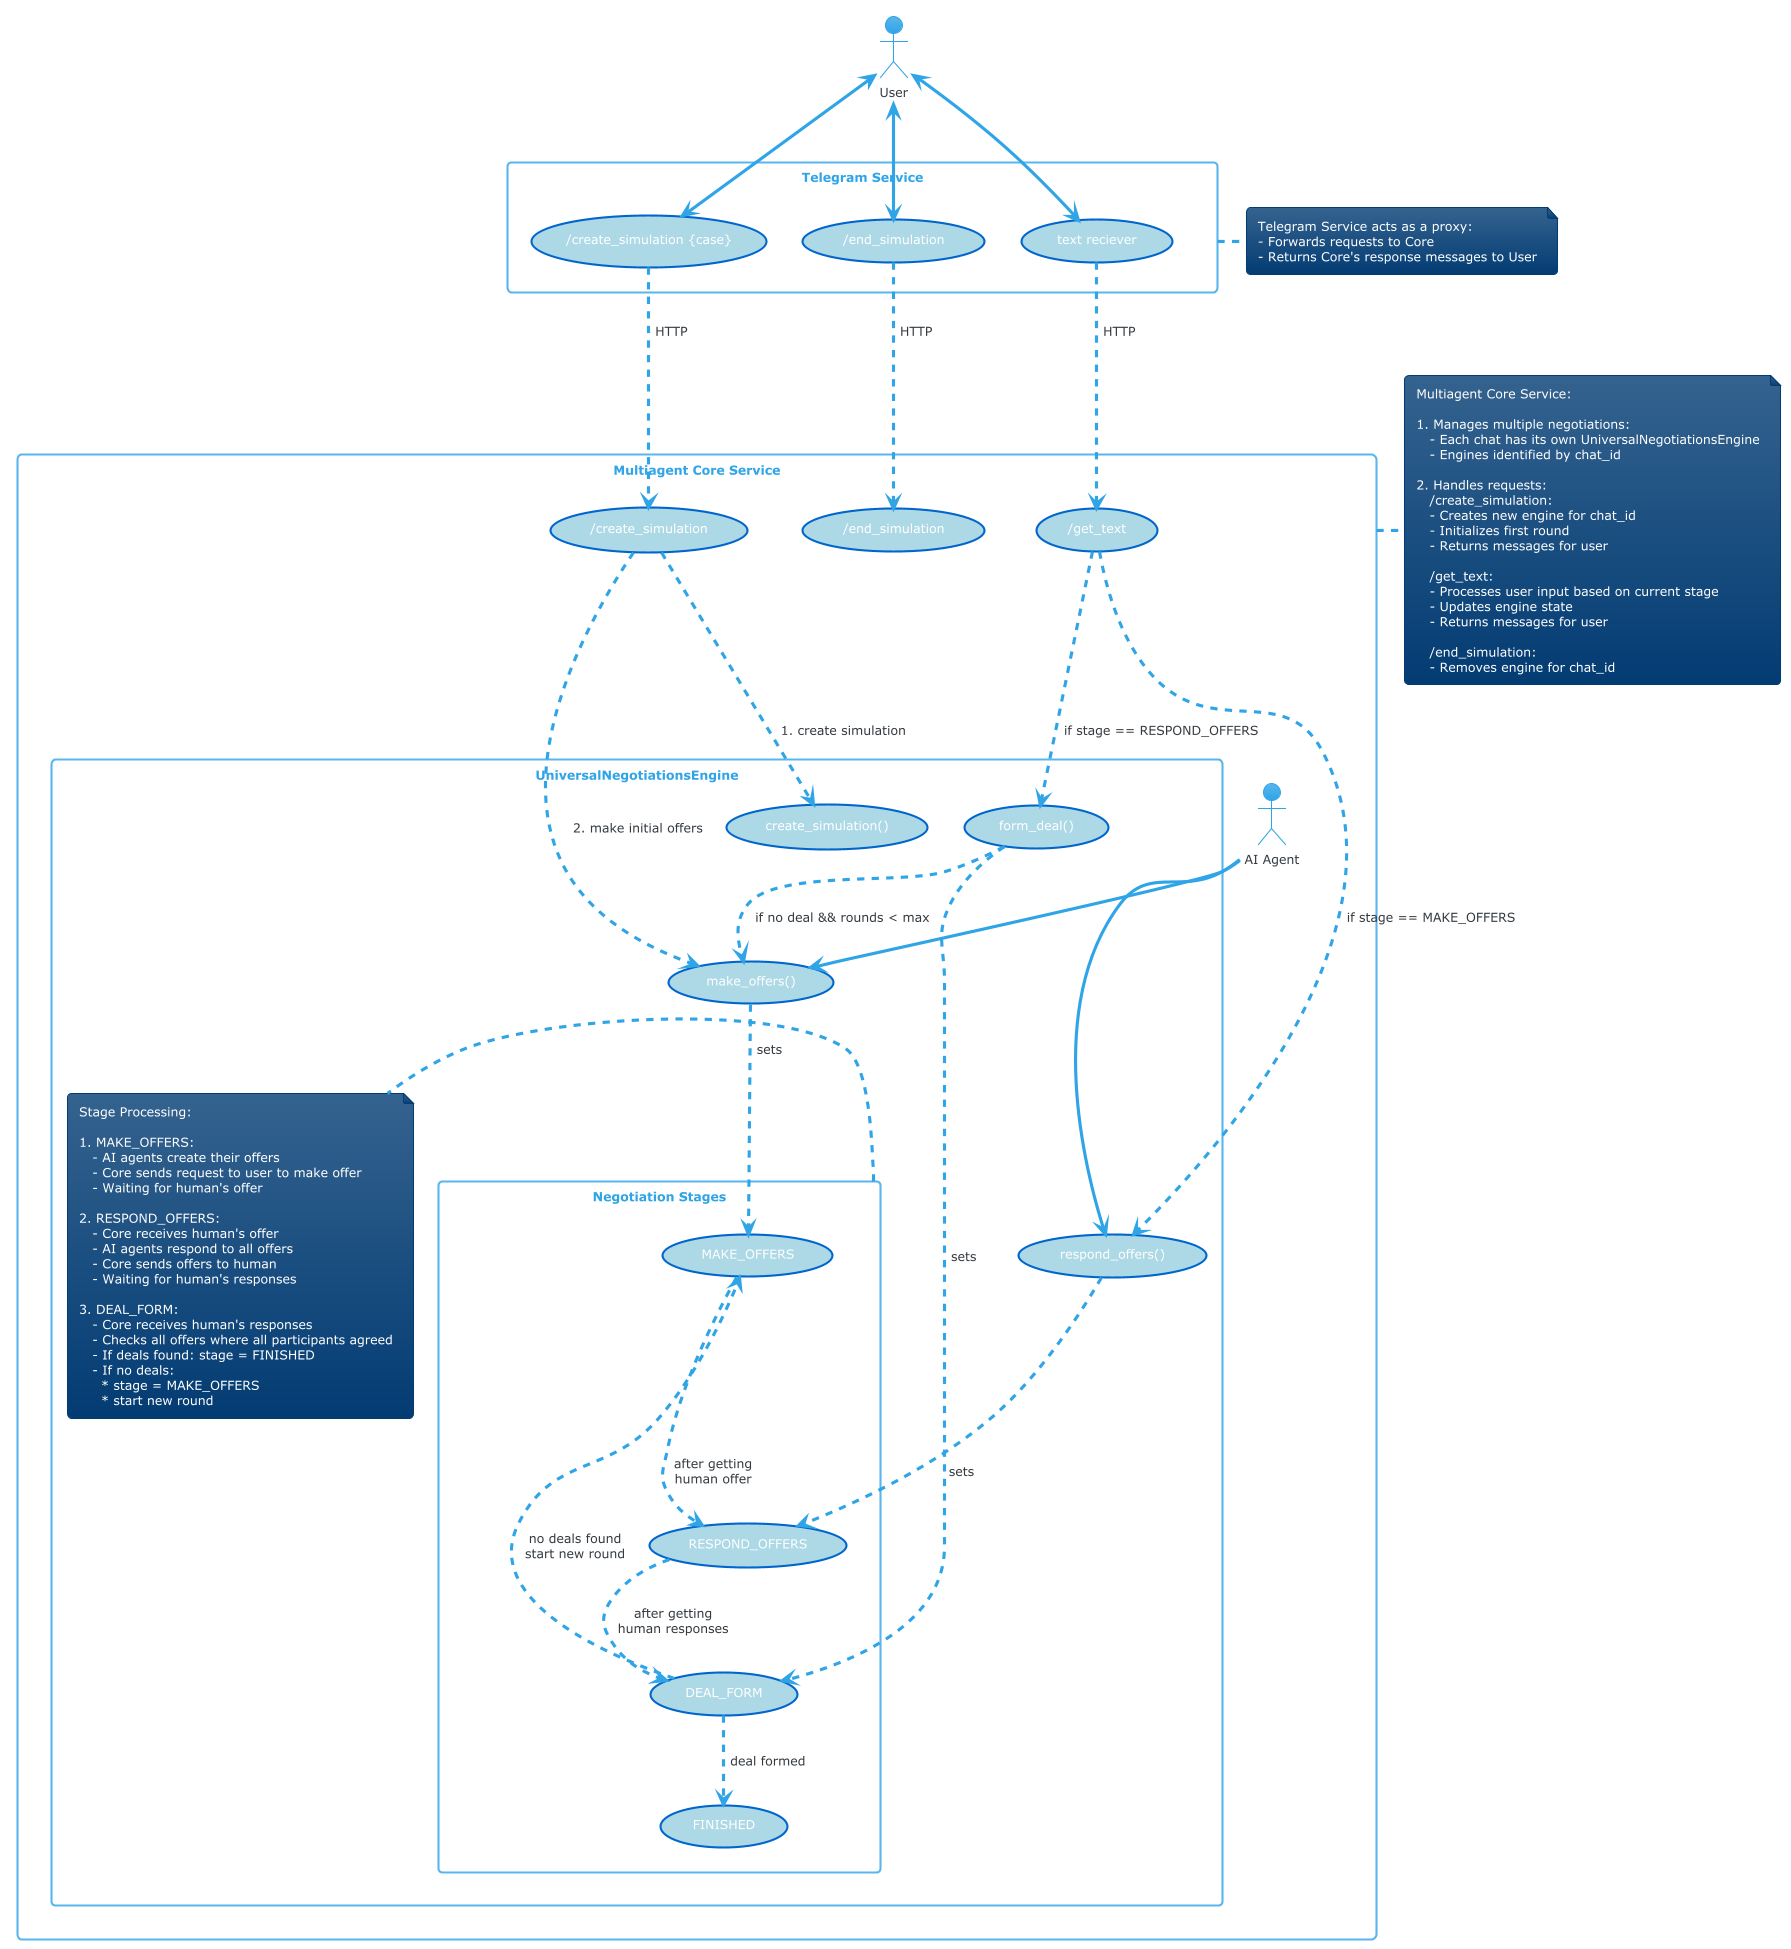 User
Telegram Service
/create_simulation {case}
/end_simulation
text reciever
Telegram Service acts as a proxy:
- Forwards requests to Core
- Returns Core's response messages to User
HTTP
HTTP
HTTP
Multiagent Core Service:
1. Manages multiple negotiations:
- Each chat has its own UniversalNegotiationsEngine
- Engines identified by chat_id
2. Handles requests:
/create_simulation:
- Creates new engine for chat_id
- Initializes first round
- Returns messages for user
/get_text:
- Processes user input based on current stage
- Updates engine state
- Returns messages for user
/end_simulation:
- Removes engine for chat_id
Multiagent Core Service
/create_simulation
/end_simulation
/get_text
1. create simulation
if stage == RESPOND_OFFERS
UniversalNegotiationsEngine
2. make initial offers
create_simulation()
form_deal()
AI Agent
if no deal && rounds < max
if stage == MAKE_OFFERS
make_offers()
sets
Stage Processing:
1. MAKE_OFFERS:
- AI agents create their offers
- Core sends request to user to make offer
- Waiting for human's offer
2. RESPOND_OFFERS:
- Core receives human's offer
- AI agents respond to all offers
- Core sends offers to human
- Waiting for human's responses
3. DEAL_FORM:
- Core receives human's responses
- Checks all offers where all participants agreed
- If deals found: stage = FINISHED
- If no deals:
* stage = MAKE_OFFERS
* start new round
Negotiation Stages
MAKE_OFFERS
sets
respond_offers()
after getting
human offer
sets
no deals found
start new round
RESPOND_OFFERS
after getting
human responses
DEAL_FORM
deal formed
FINISHED